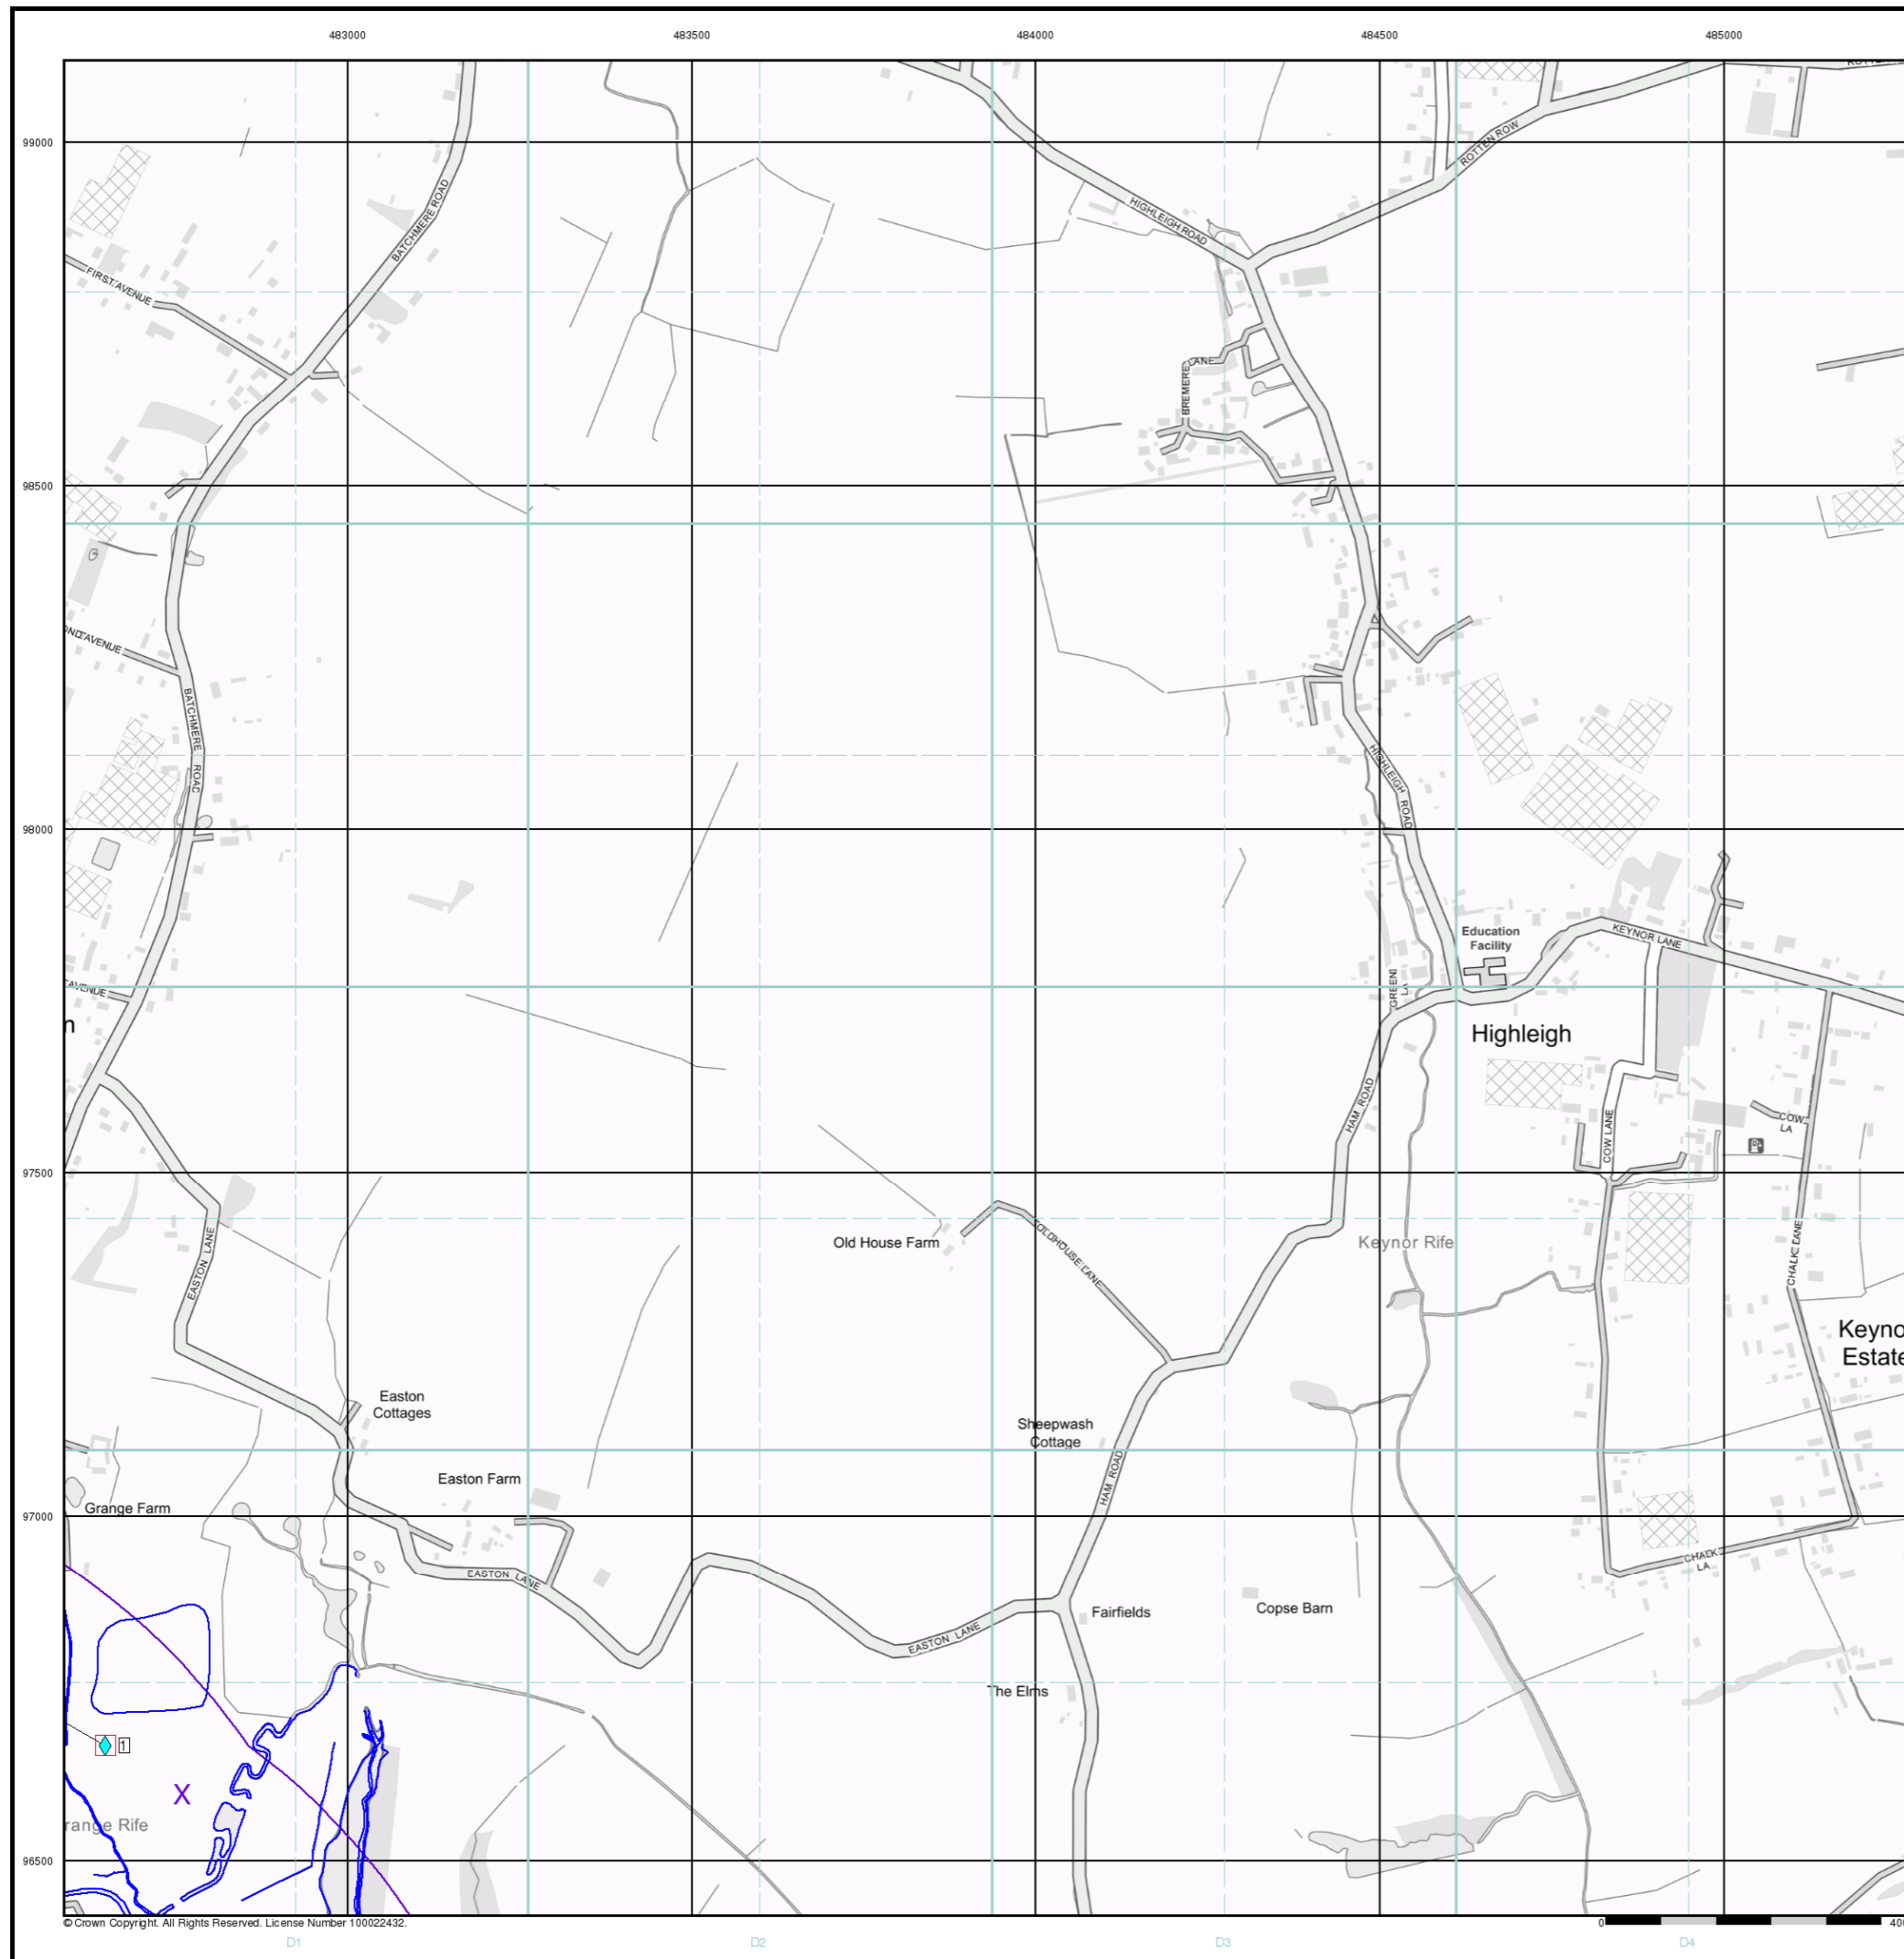 483000 483500 484000 484500 485000
99000
ROTTEN ROW
HIGHLEIGH ROAD
BATCHMERE ROAD
FIRST AVENUE
LANE
BREMERE
98500
AVENUE
BATCHMERE
ROAD
HIGHLEIGH
ROAD
98000
Education
Facility
KEYNOR LANE
AVENUE
GREEN
LA
n
Highleigh
HAM ROAD
COW LANE
COW
LA
97500
EASTON LANE
Old House Farm
OLDHOUSE LANE
Keynor Rife
CHALK LANE
Keyno
Estate
Easton
Cottages
Sheepwash
Cottage
Easton Farm
HAM ROAD
Grange Farm
97000
CHALK
LA
EASTON LANE
Fairfields
Copse Barn
EASTON LANE
The Elms
1
X
range Rife
96500
© Crown Copyright. All Rights Reserved. License Number 100022432.
0 400
D1 D2 D3 D4